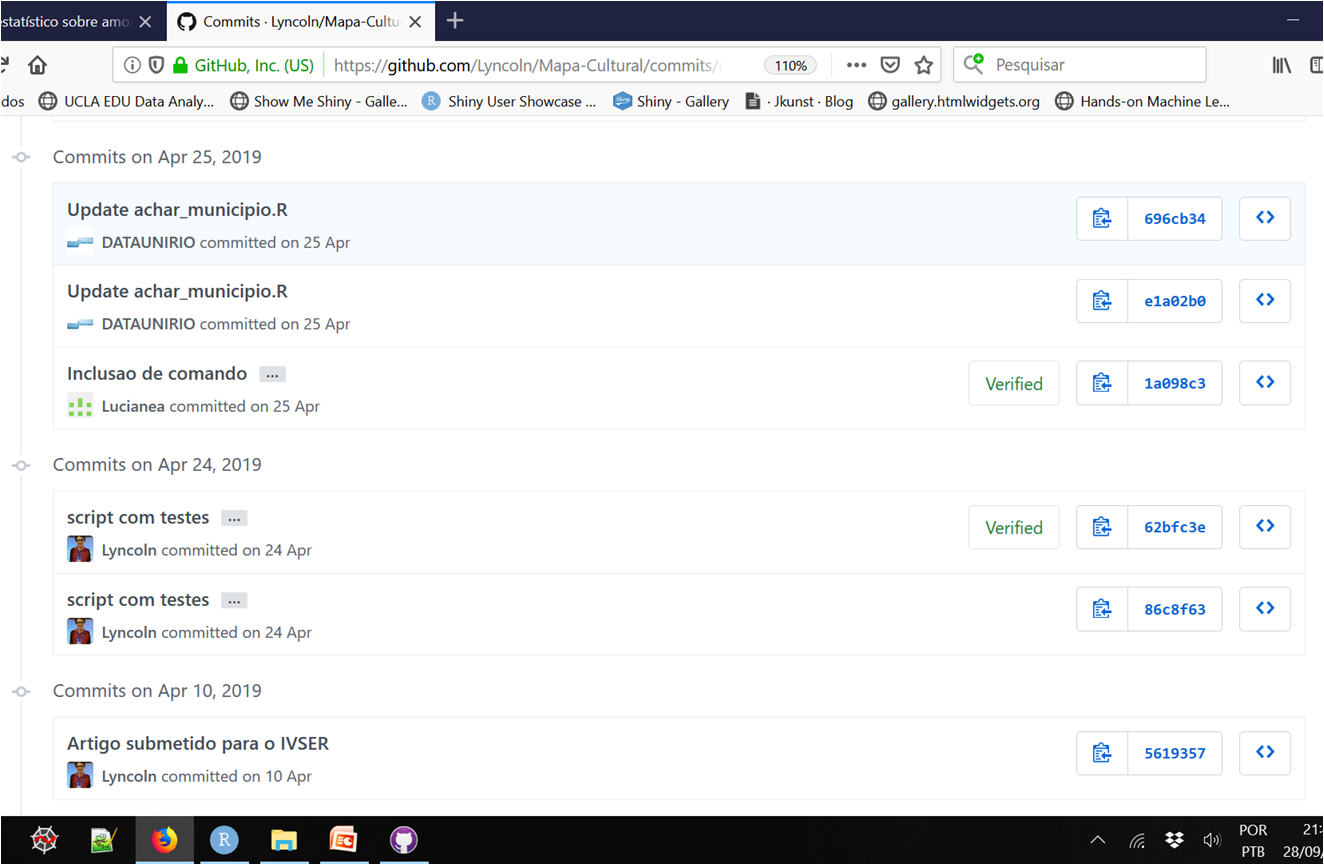 estatístico sobre amo
Commits · Lyncoln/Mapa-Cultu
GitHub, Inc. (US)
https://github.com/Lyncoln/Mapa-Cultural/commits/
110%
Pesquisar
dos
UCLA EDU Data Analy...
Show Me Shiny - Galle...
R
Shiny User Showcase ...
Shiny - Gallery
· Jkunst · Blog
gallery.htmlwidgets.org
Hands-on Machine Le...
Commits on Apr 25, 2019
Update achar_municipio.R
696cb34
DATAUNIRIO committed on 25 Apr
Update achar_municipio.R
e1a02b0
DATAUNIRIO committed on 25 Apr
Inclusao de comando ...
Verified
1a098c3
Lucianea committed on 25 Apr
Commits on Apr 24, 2019
script com testes ...
Verified
62bfc3e
Lyncoln committed on 24 Apr
script com testes ...
86c8f63
Lyncoln committed on 24 Apr
Commits on Apr 10, 2019
Artigo submetido para o IVSER
5619357
Lyncoln committed on 10 Apr
R
POR
PTB
21:
28/09/